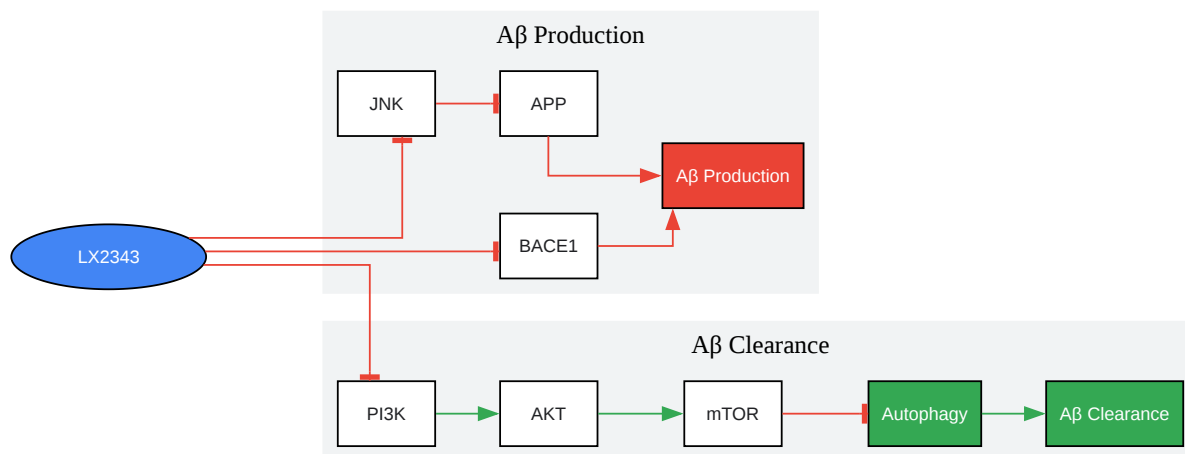 Aβ Production
JNK
APP
Aβ Production
BACE1
LX2343
Aβ Clearance
PI3K
AKT
mTOR
Autophagy
Aβ Clearance